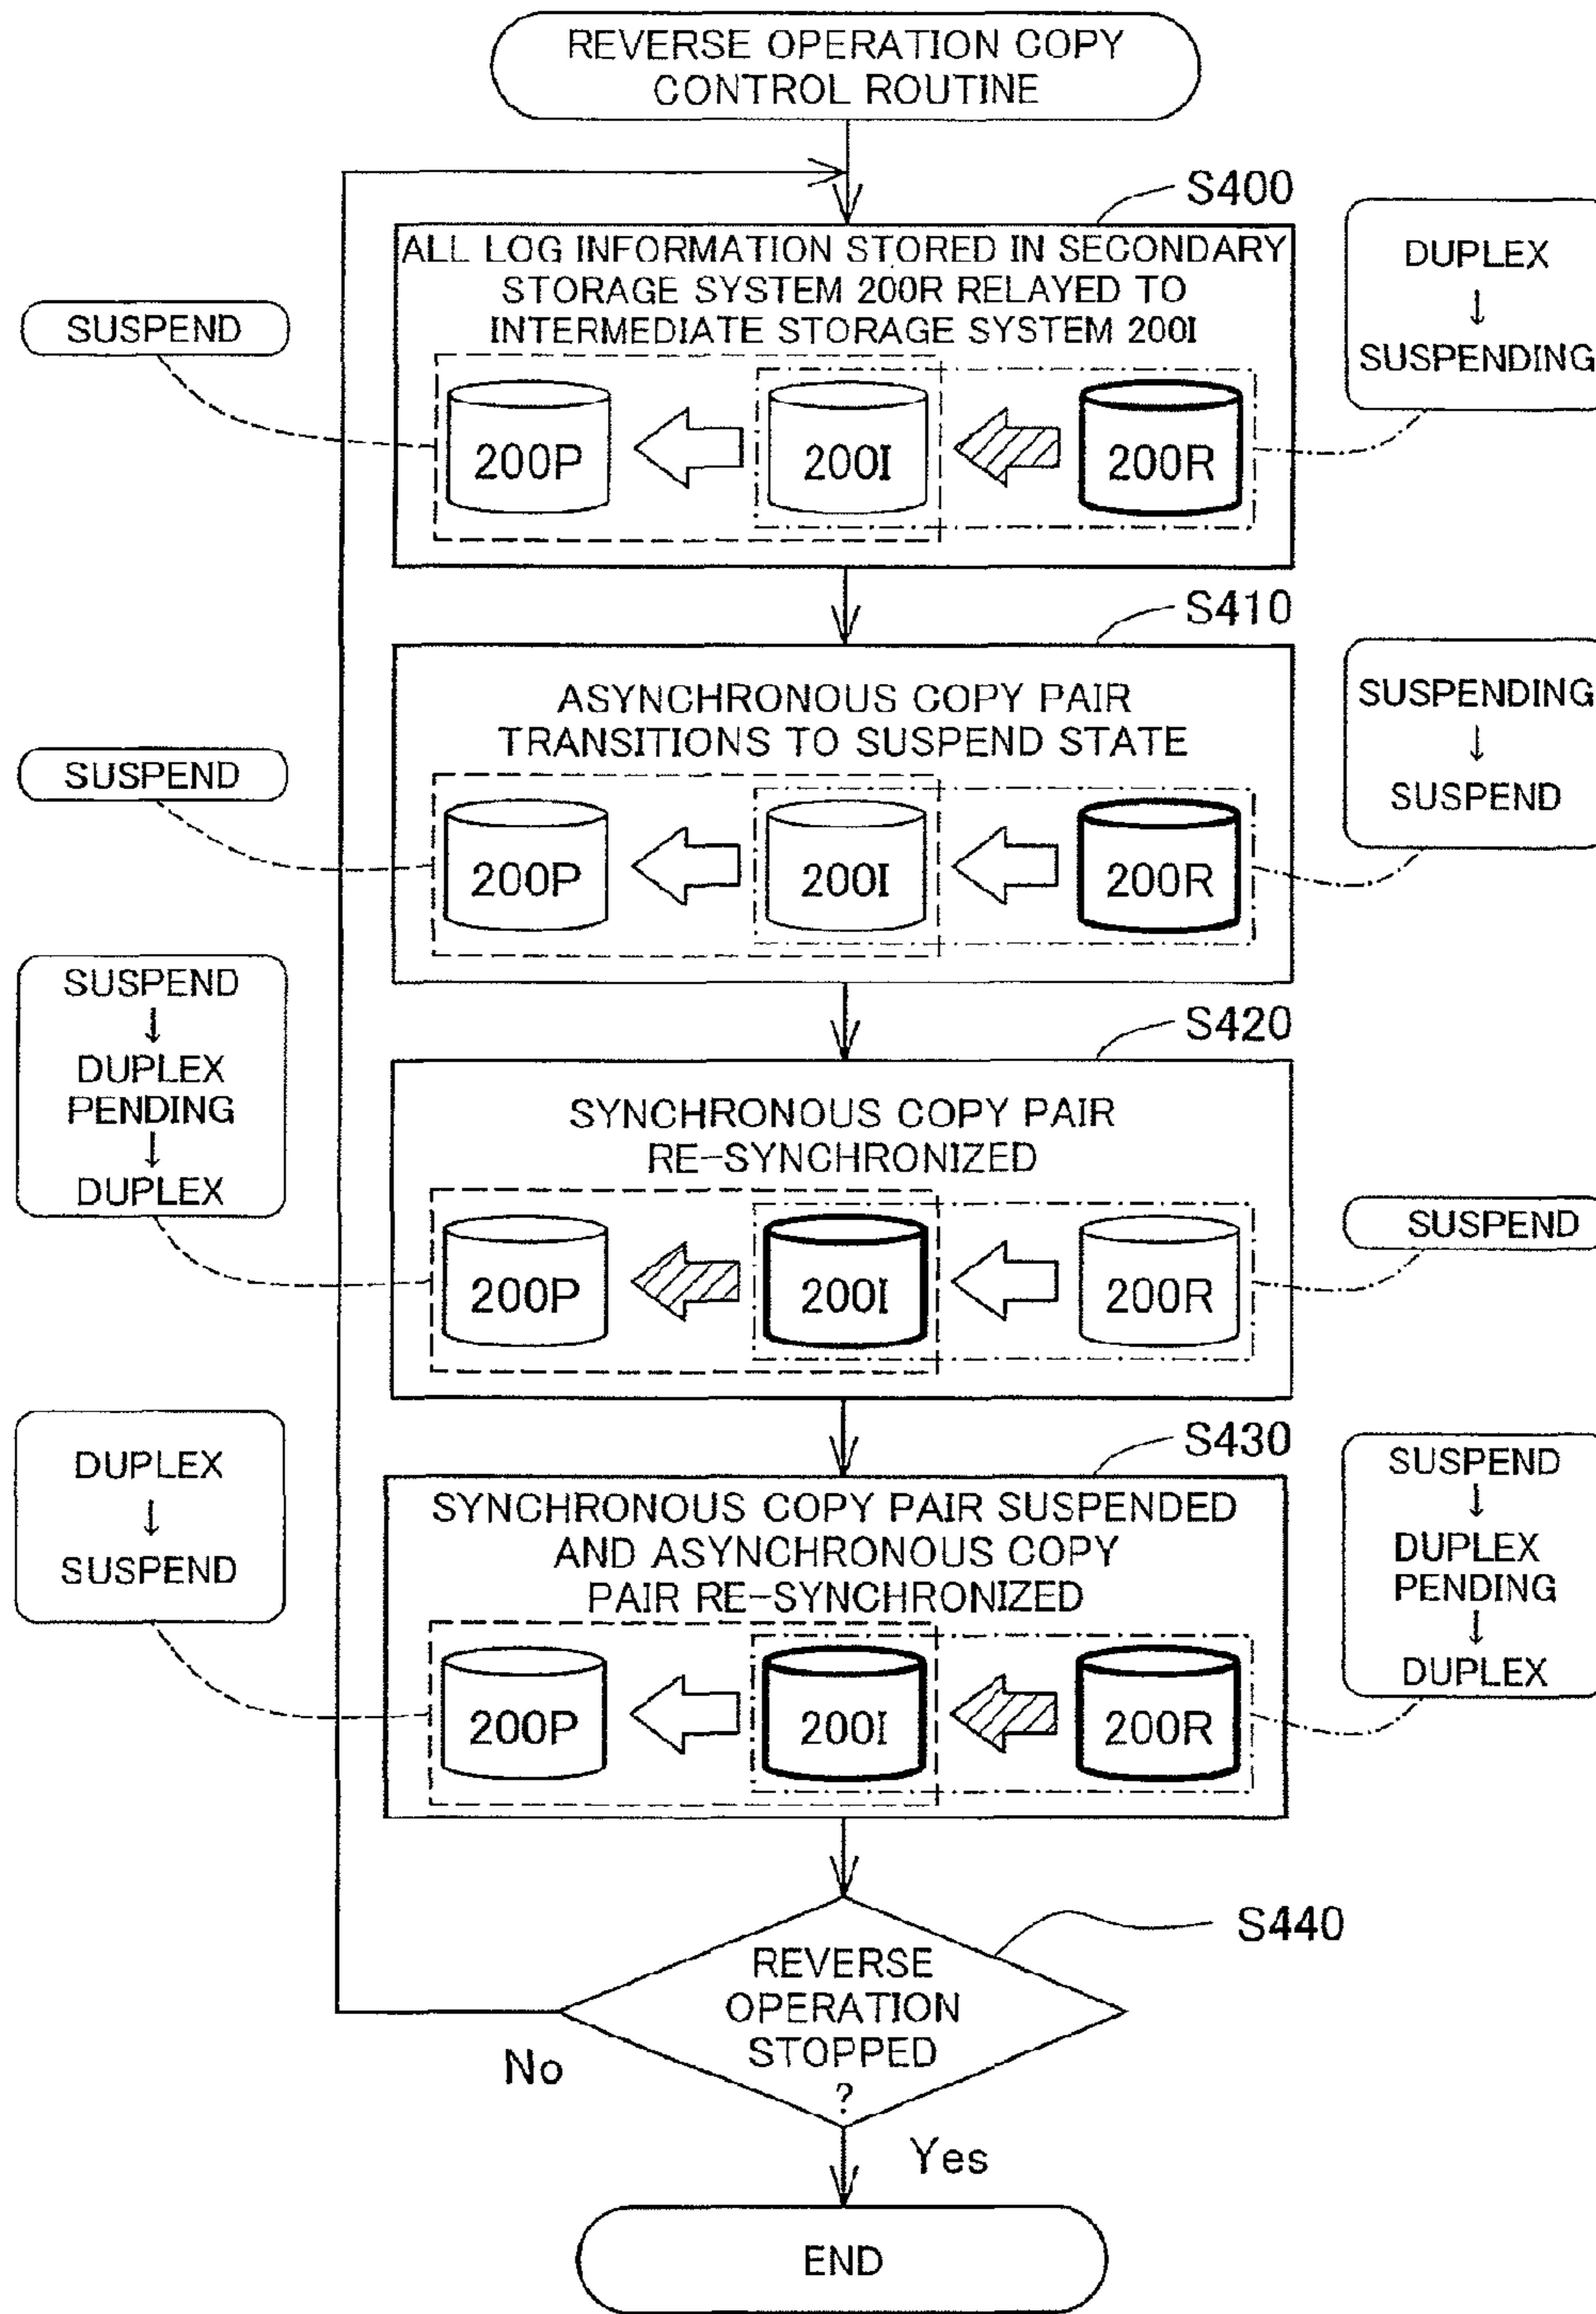 REVERSE OPERATION COPY
CONTROL ROUTINE
S400
ALL LOG INFORMATION STORED IN SECONDARY
STORAGE SYSTEM 200R RELAYED TO
INTERMEDIATE STORAGE SYSTEM 200I
SUSPEND
DUPLEX
↓
SUSPENDING
200P
200I
200R
S410
ASYNCHRONOUS COPY PAIR
TRANSITIONS TO SUSPEND STATE
SUSPEND
SUSPENDING
↓
SUSPEND
200P
200I
200R
S420
SYNCHRONOUS COPY PAIR
RE-SYNCHRONIZED
SUSPEND
↓
DUPLEX
PENDING
↓
DUPLEX
SUSPEND
200P
200I
200R
S430
SYNCHRONOUS COPY PAIR SUSPENDED
AND ASYNCHRONOUS COPY
PAIR RE-SYNCHRONIZED
DUPLEX
↓
SUSPEND
SUSPEND
↓
DUPLEX
PENDING
↓
DUPLEX
200P
200I
200R
S440
REVERSE
OPERATION
STOPPED
?
No
Yes
END